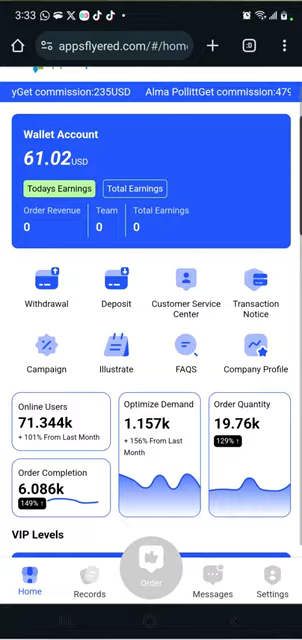 3:33
appsflyered.com/#/home
yGet commission:235USD Alma PollittGet commission:479
Wallet Account
61.02USD
Todays Earnings Total Earnings
Order Revenue Team Total Earnings
0 0 0
Withdrawal Deposit Customer Service Center Transaction Notice
Campaign Illustrate FAQS Company Profile
Online Users
71.344k
+ 101% From Last Month
Optimize Demand
1.157k
+ 156% From Last
Month
Order Quantity
19.76k
129% ↑
Order Completion
6.086k
149% ↑
VIP Levels
Home Records Order Messages Settings